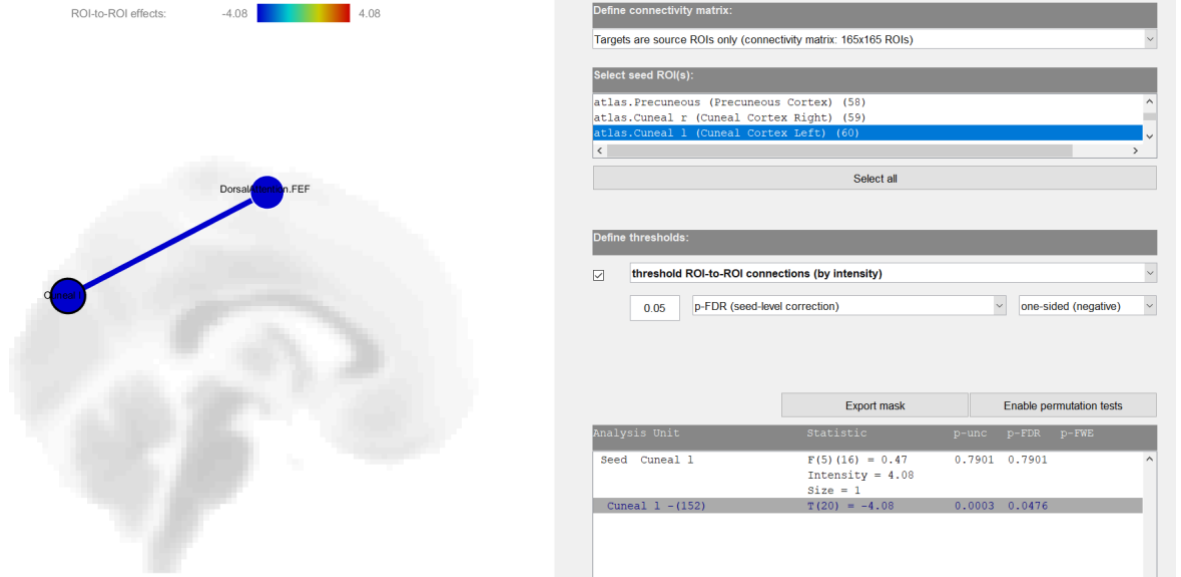 ROI-to-ROI effects: -4.08 4.08
DorsalAttention.FEF
Define connectivity matrix:
Targets are source ROIs only (connectivity matrix: 165x165 ROIs)
Select seed ROI(s):
atlas.Precuneous (Precuneous Cortex) (58)
atlas.Cuneal r (Cuneal Cortex Right) (59)
atlas.Cuneal l (Cuneal Cortex Left) (60)
Select all
Define thresholds:
threshold ROI-to-ROI connections (by intensity)
0.05 p-FDR (seed-level correction) one-sided (negative)
Export mask Enable permutation tests
Analysis Unit Statistic p-unc p-FDR p-FWE
Seed Cuneal l F(5)(16) = 0.47 0.7901 0.7901
Intensity = 4.08
Size = 1
Cuneal l -(152) T(20) = -4.08 0.0003 0.0476